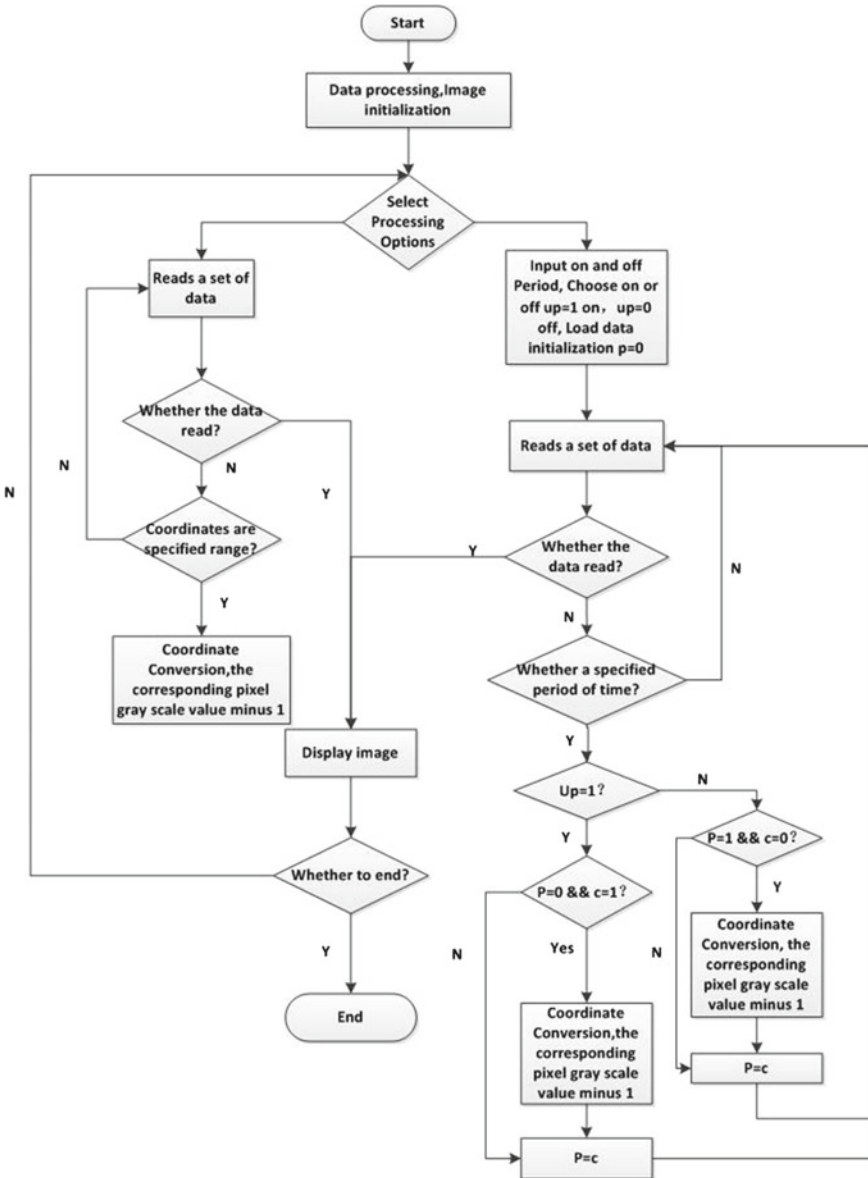 Start
Data processing,Image
initialization
Select
Processing
Options
Reads a set of
data
Input on and off
Period, Choose on or
off up=1 on, up=0
off, Load data
initialization p=0
Whether the data
read?
Reads a set of data
N
N
N
Y
Coordinates are
specified range?
Y
Whether the
data read?
N
Y
N
Coordinate
Conversion,the
corresponding pixel
gray scale value minus 1
Whether a specified
period of time?
Y
Display image
Up=1?
N
Y
P=1 && c=0?
Whether to end?
P=0 && c=1?
Y
Y
N
Yes
N
Coordinate
Conversion, the
corresponding
pixel gray scale
value minus 1
End
Coordinate
Conversion,the
corresponding
pixel gray scale
value minus 1
P=c
P=c